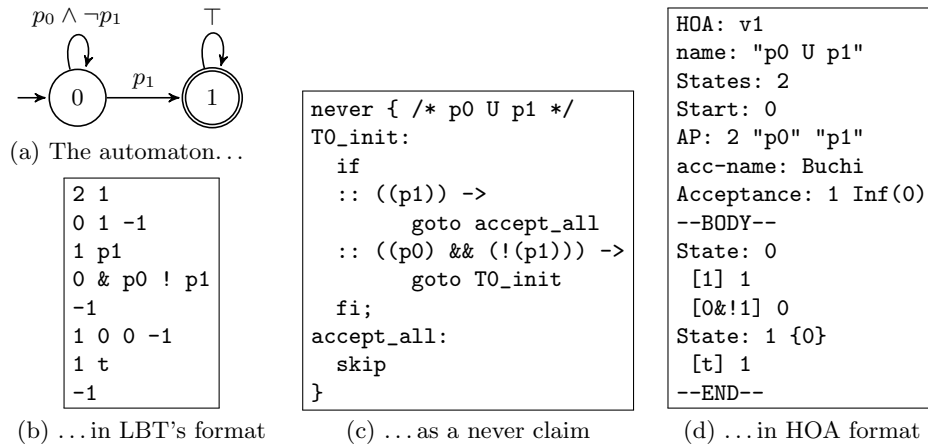 p0 ∧ ¬p1
⊤
0
p1
1
(a) The automaton...
2 1
0 1 -1
1 p1
0 & p0 ! p1
-1
1 0 0 -1
1 t
-1
(b) ...in LBT's format
never { /* p0 U p1 */
T0_init:
if
:: ((p1)) ->
goto accept_all
:: ((p0) && (!(p1))) ->
goto T0_init
fi;
accept_all:
skip
}
(c) ...as a never claim
HOA: v1
name: "p0 U p1"
States: 2
Start: 0
AP: 2 "p0" "p1"
acc-name: Buchi
Acceptance: 1 Inf(0)
--BODY--
State: 0
[1] 1
[0&!1] 0
State: 1 {0}
[t] 1
--END--
(d) ...in HOA format